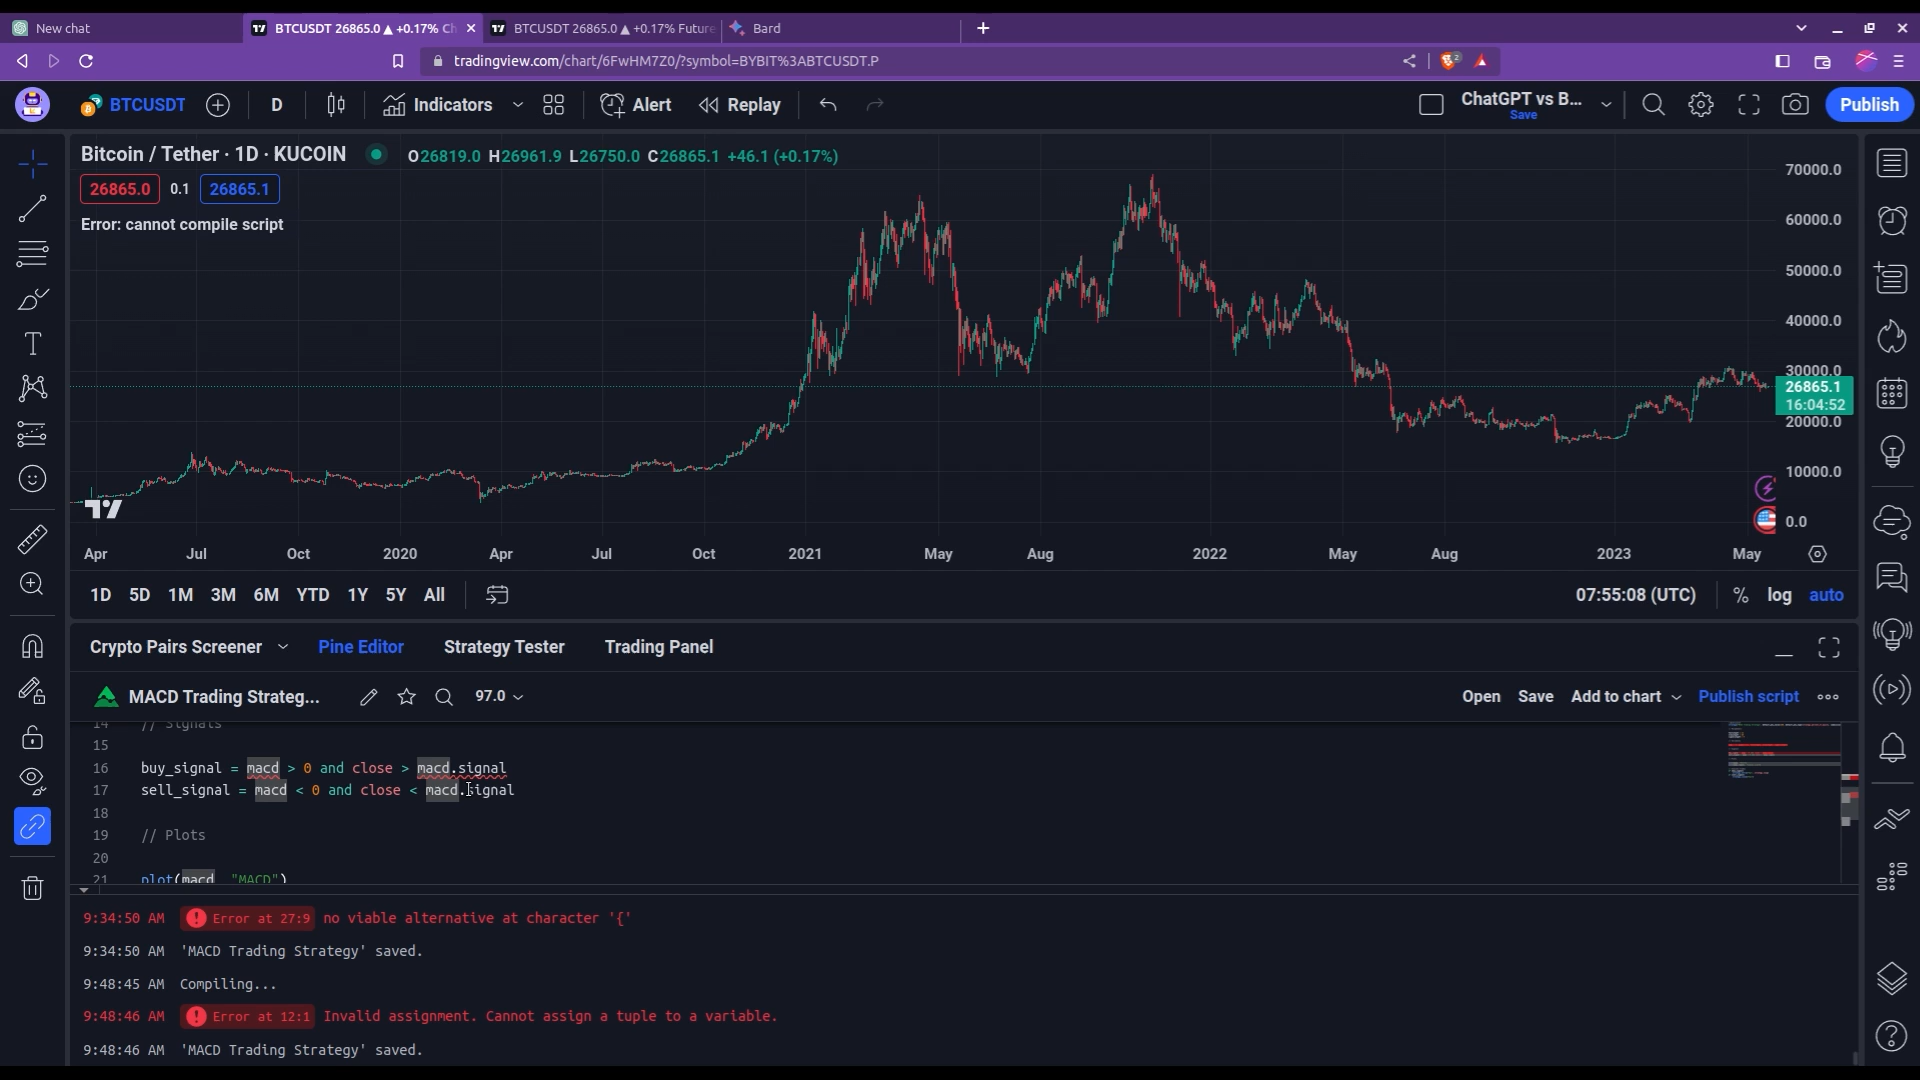 New chat
BTCUSDT 26865.0 ▲ +0.17% Ch
BTCUSDT 26865.0 ▲ +0.17% Future
Bard
tradingview.com/chart/6FwHM7Z0/?symbol=BYBIT%3ABTCUSDT.P
2
BTCUSDT
D
Indicators
Alert
Replay
ChatGPT vs B...
Save
Publish
Bitcoin / Tether · 1D · KUCOIN
O26819.0 H26961.9 L26750.0 C26865.1 +46.1 (+0.17%)
26865.0 0.1 26865.1
Error: cannot compile script
70000.0
60000.0
50000.0
40000.0
30000.0
26865.1
16:04:52
20000.0
10000.0
0.0
Apr Jul Oct 2020 Apr Jul Oct 2021 May Aug 2022 May Aug 2023 May
1D 5D 1M 3M 6M YTD 1Y 5Y All
07:55:08 (UTC) % log auto
Crypto Pairs Screener Pine Editor Strategy Tester Trading Panel
MACD Trading Strateg... 97.0
Open Save Add to chart Publish script
14 // Signals
15
16 buy_signal = macd > 0 and close > macd.signal
17 sell_signal = macd < 0 and close < macd.signal
18
19 // Plots
20
21 plot(macd, "MACD")
9:34:50 AM Error at 27:9 no viable alternative at character '{'
9:34:50 AM 'MACD Trading Strategy' saved.
9:48:45 AM Compiling...
9:48:46 AM Error at 12:1 Invalid assignment. Cannot assign a tuple to a variable.
9:48:46 AM 'MACD Trading Strategy' saved.